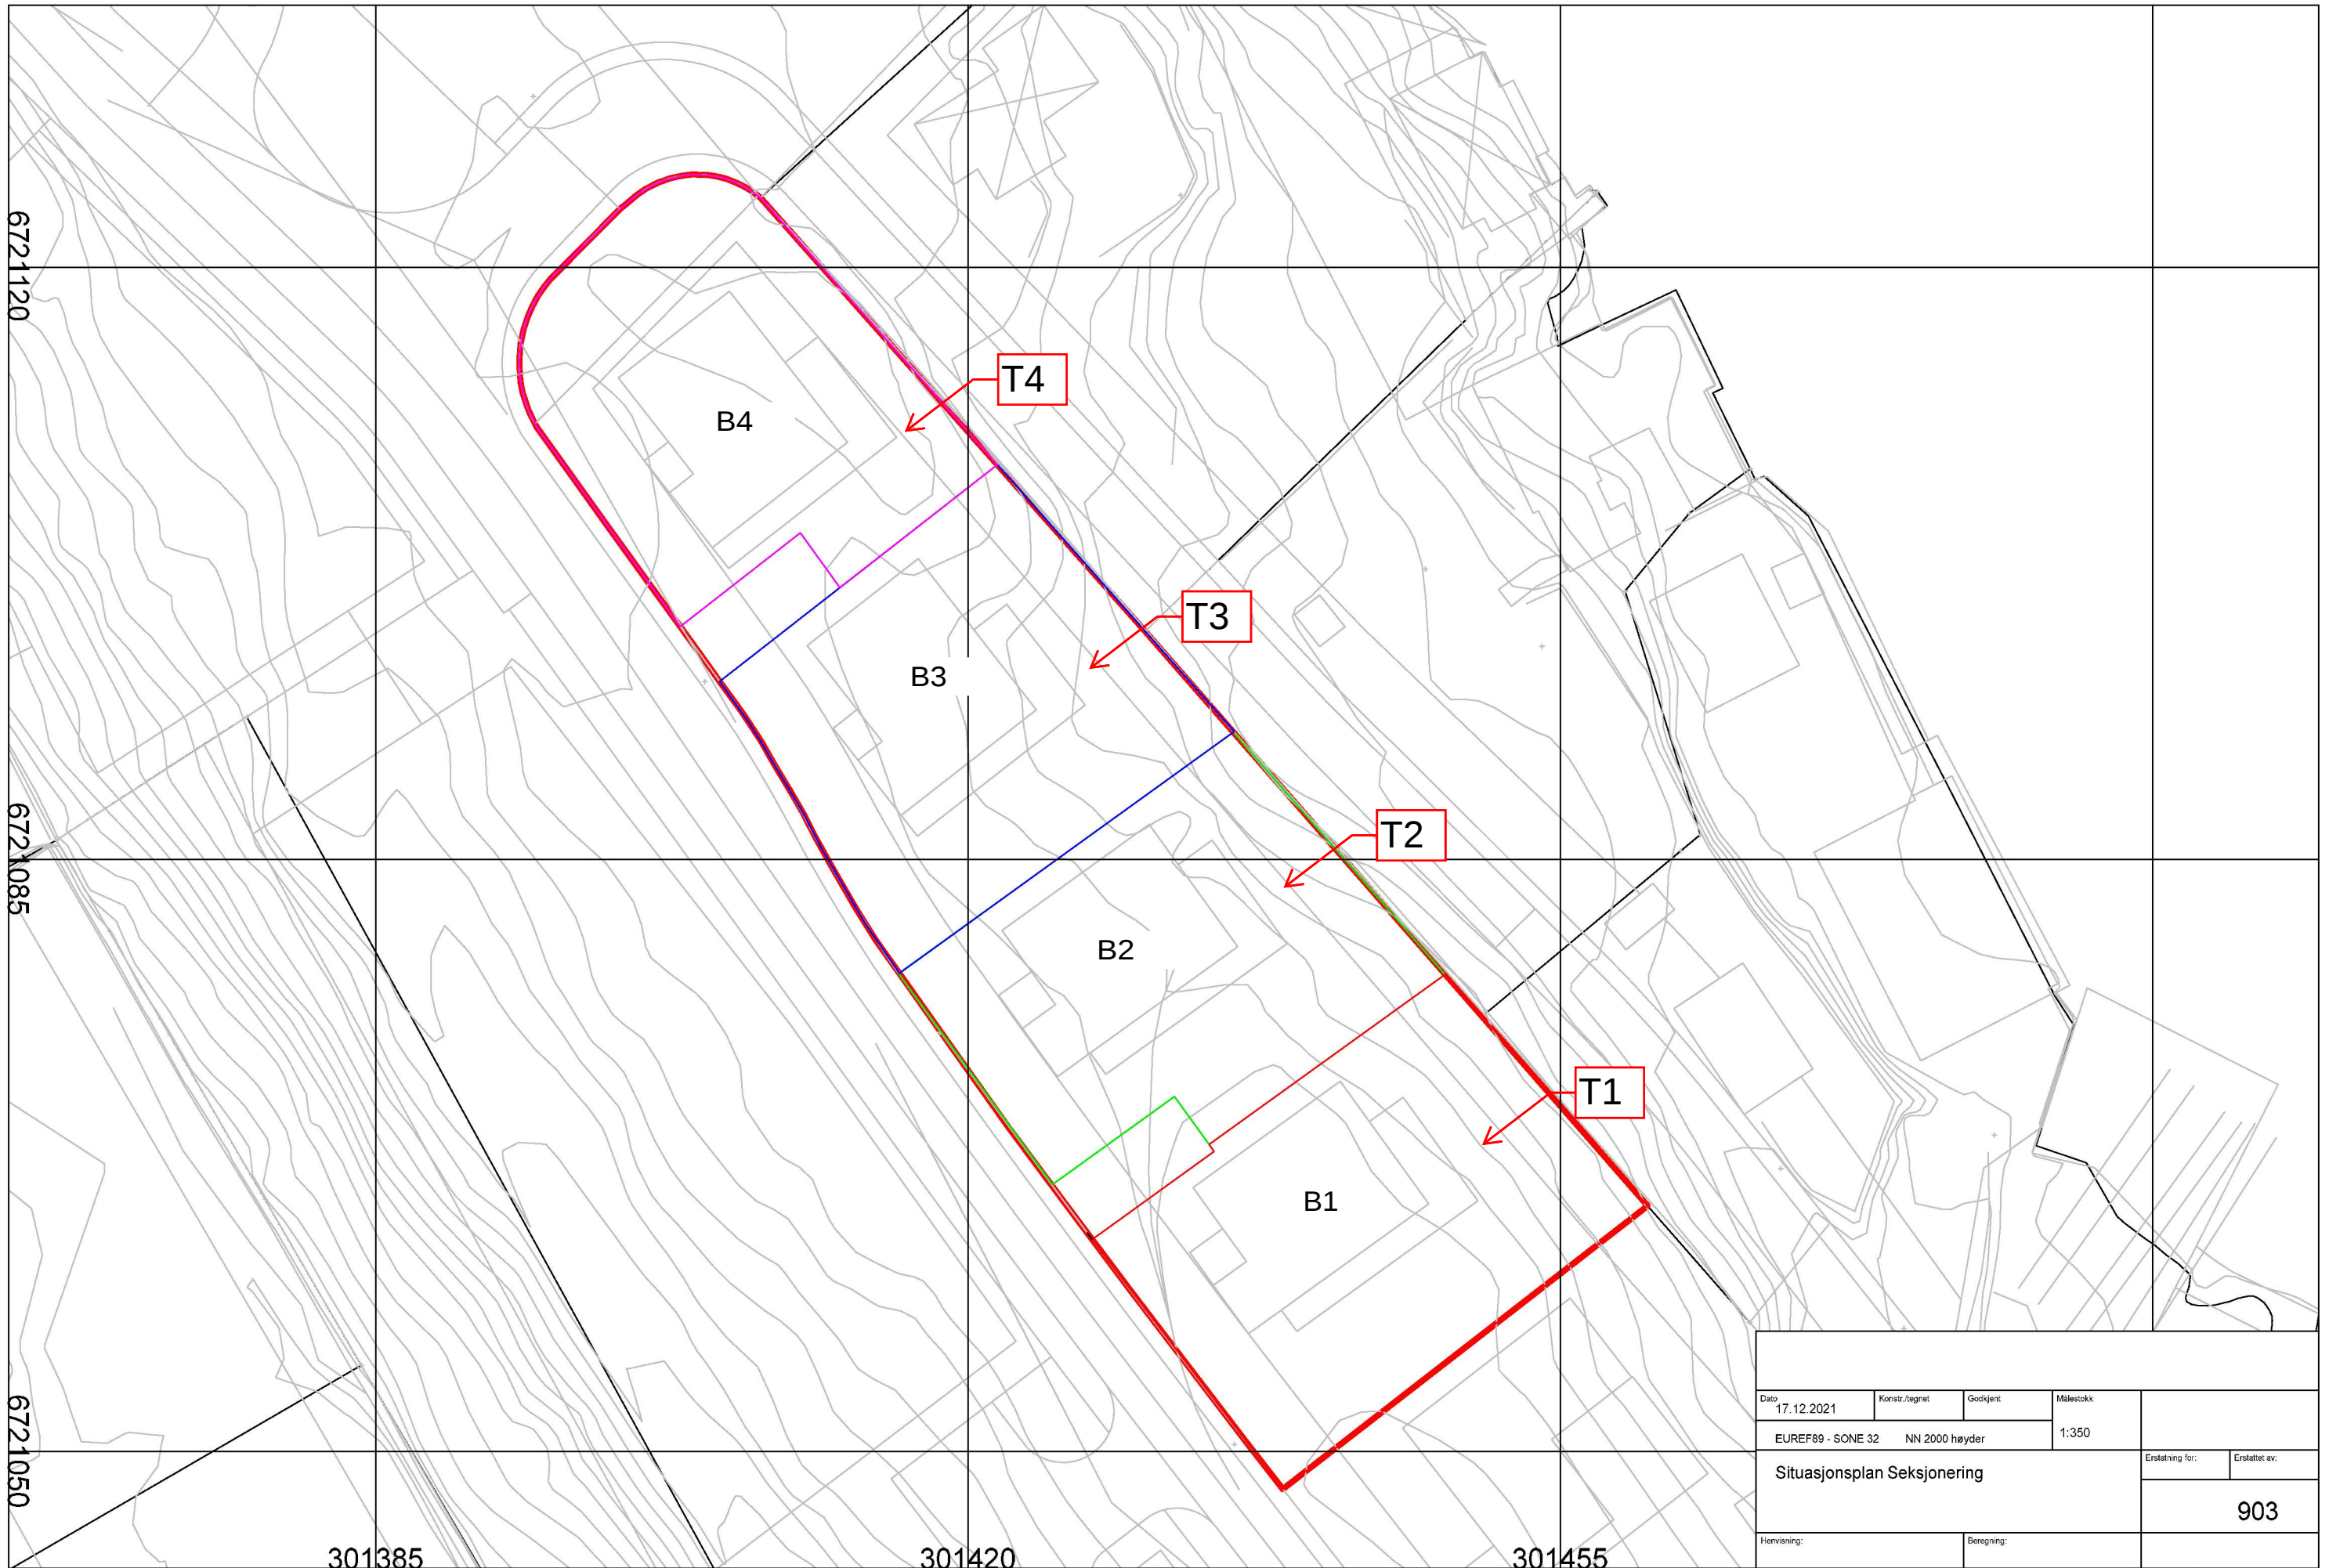 6721120
6721085
6721050
T4
B4
T3
B3
T2
B2
T1
B1
301385
301420
301455
Dato
17.12.2021
Konstr./tegnet
Godkjent
Målestokk
1:350
EUREF89 - SONE 32 NN 2000 høyder
Situasjonsplan Seksjonering
Erstatning for:
Erstattet av:
903
Henvisning:
Beregning: